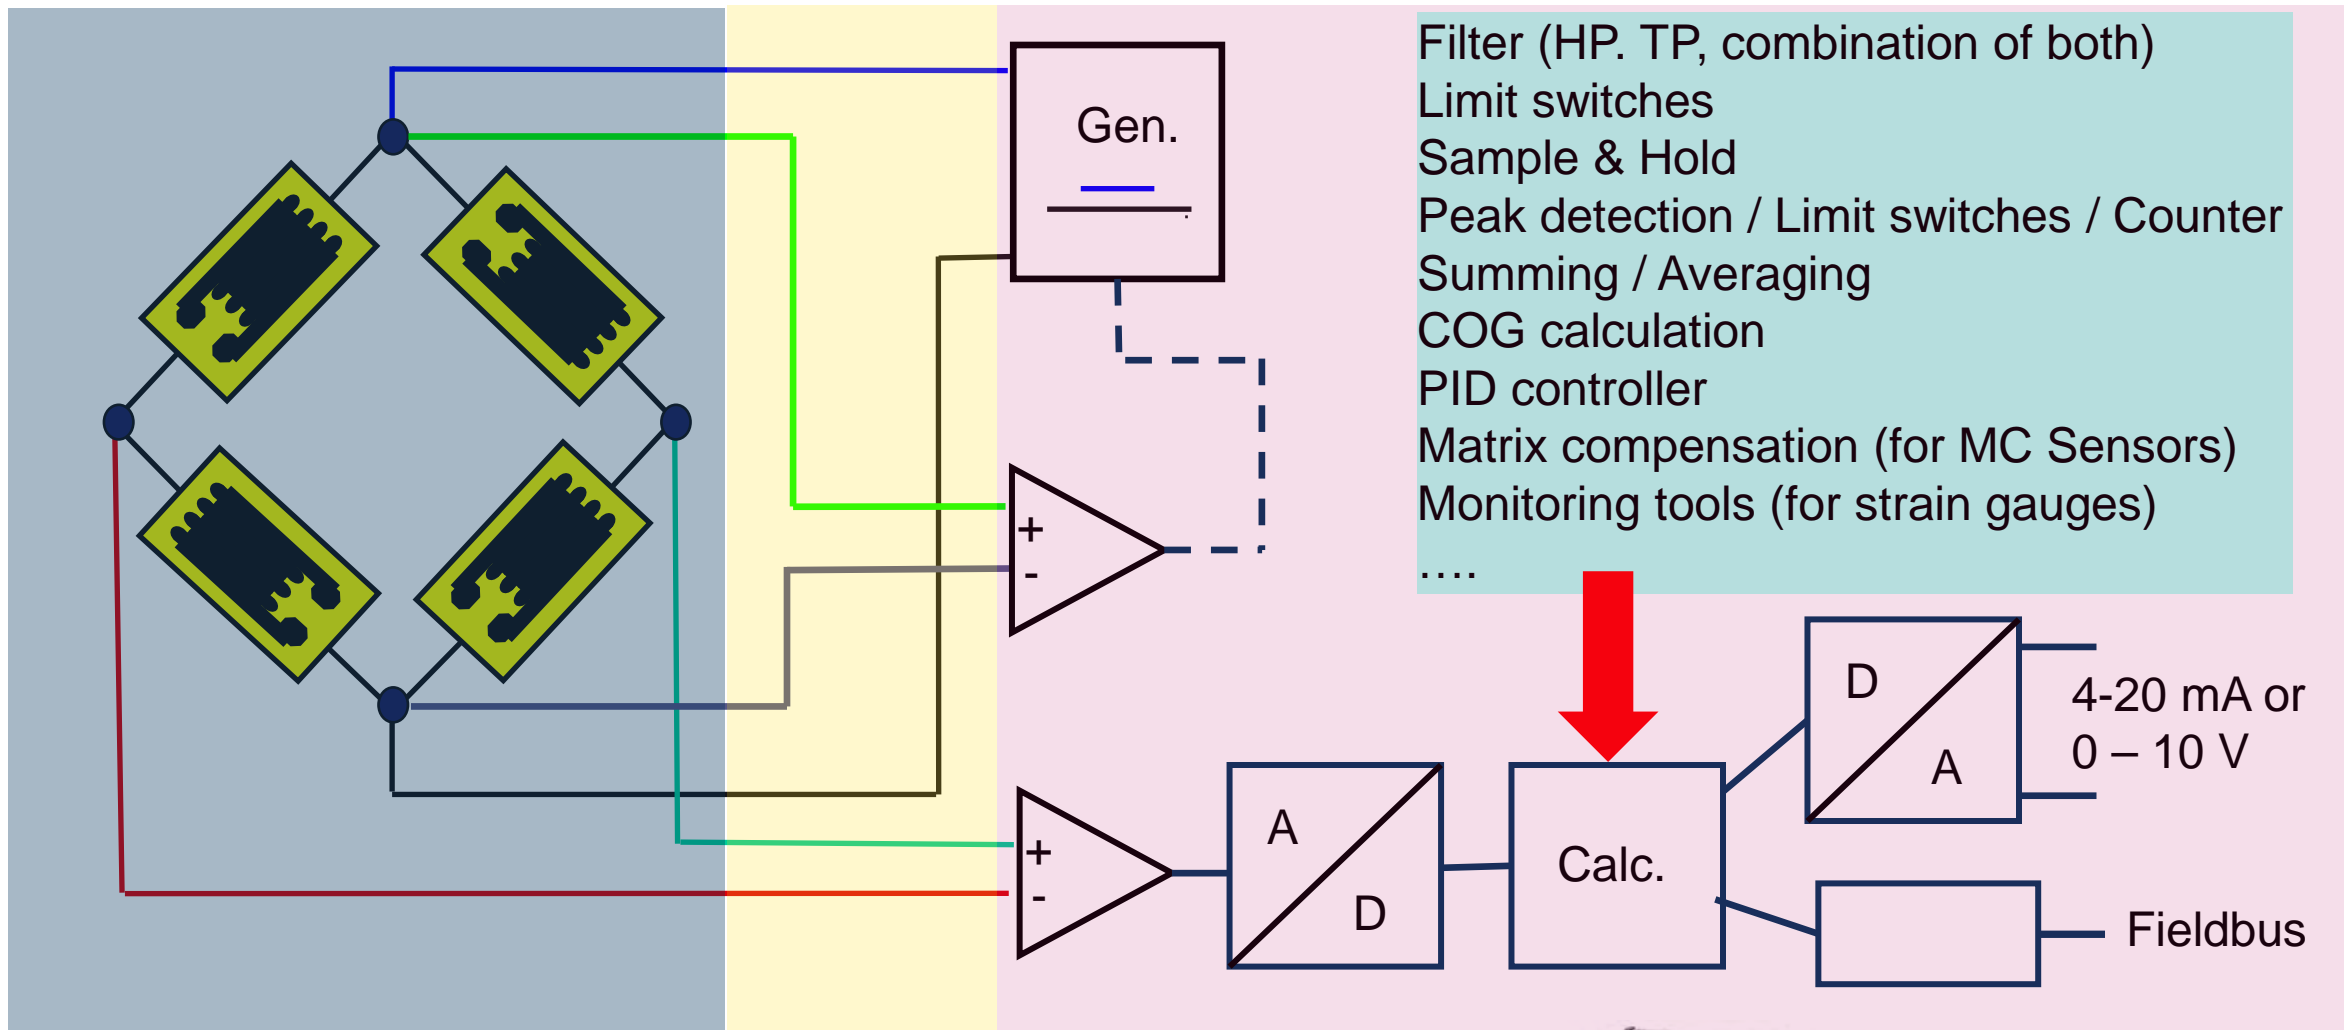 Gen.
Filter (HP. TP, combination of both)
Limit switches
Sample & Hold
Peak detection / Limit switches / Counter
Summing / Averaging
COG calculation
PID controller
Matrix compensation (for MC Sensors)
Monitoring tools (for strain gauges)
....
+
-
D
A
4-20 mA or
0 – 10 V
+
-
A
D
Calc.
Fieldbus